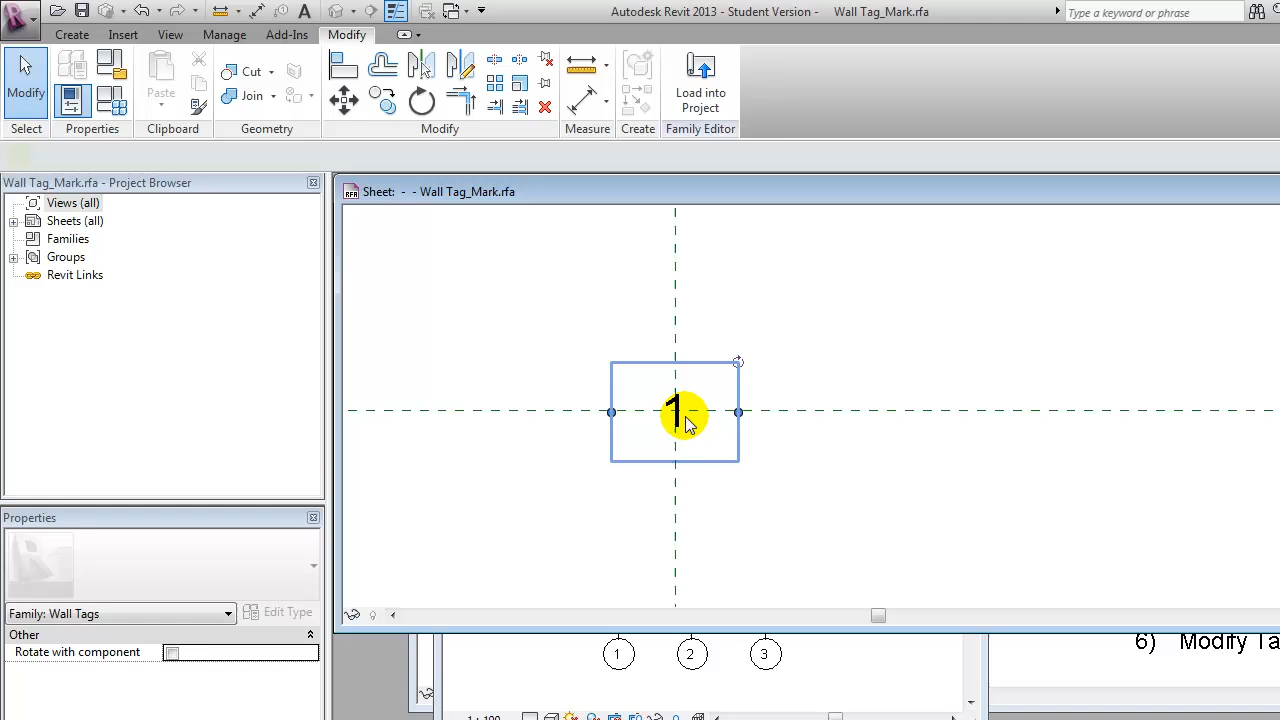 Autodesk Revit 2013 - Student Version - Wall Tag_Mark.rfa
Type a keyword or phrase
Create Insert View Manage Add-Ins Modify
Modify Paste Cut Join Load into Project
Select Properties Clipboard Geometry Modify Measure Create Family Editor
Wall Tag_Mark.rfa - Project Browser
Sheet: - - Wall Tag_Mark.rfa
Views (all)
Sheets (all)
Families
Groups
Revit Links
1
Properties
Family: Wall Tags
Edit Type
Other
Rotate with component
1 2 3
6) Modify Ta
1 : 100